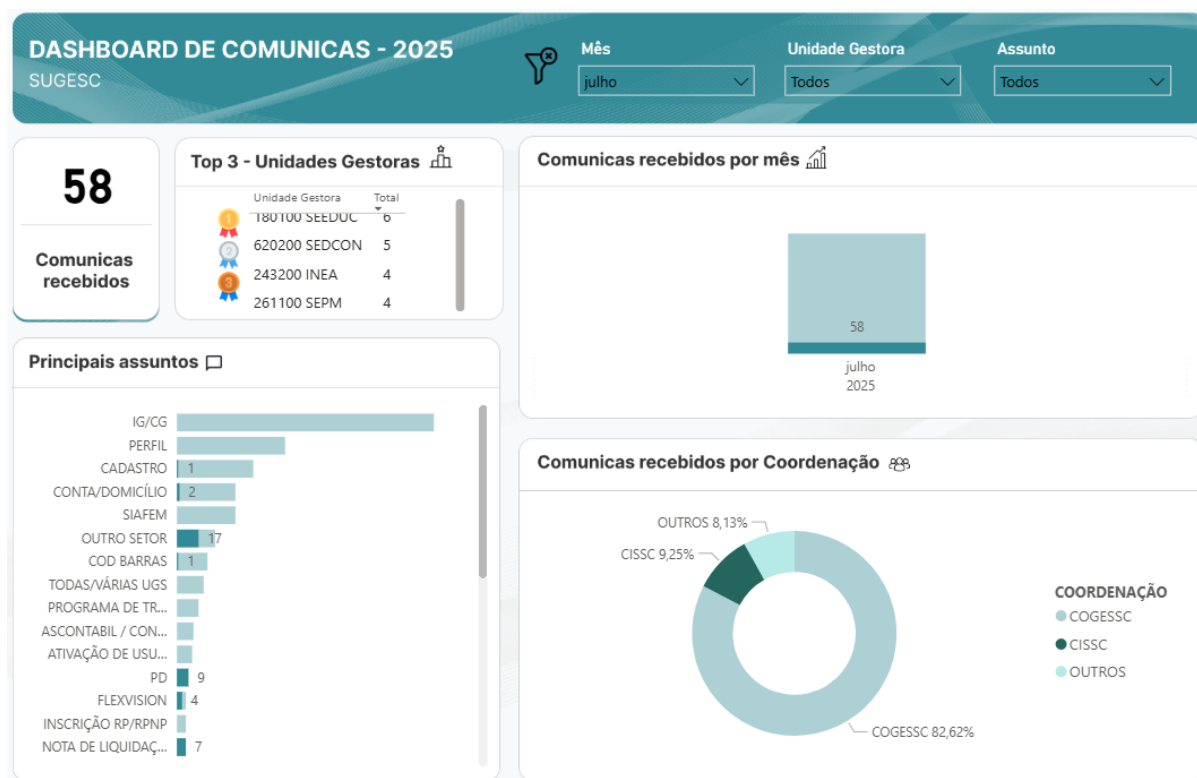 DASHBOARD DE COMUNICAS - 2025
SUGESC
Mês
julho
Unidade Gestora
Todos
Assunto
Todos
58
Comunicas
recebidos
Top 3 - Unidades Gestoras
Unidade Gestora Total
1 180100 SEEDUC 6
2 620200 SEDCON 5
3 243200 INEA 4
261100 SEPM 4
Comunicas recebidos por mês
58
julho
2025
Principais assuntos
IG/CG
PERFIL
CADASTRO 1
CONTA/DOMICÍLIO 2
SIAFEM
OUTRO SETOR 17
COD BARRAS 1
TODAS/VÁRIAS UGS
PROGRAMA DE TR...
ASCONTABIL / CON...
ATIVAÇÃO DE USU...
PD 9
FLEXVISION 4
INSCRIÇÃO RP/RPNP
NOTA DE LIQUIDAÇ... 7
Comunicas recebidos por Coordenação
OUTROS 8,13%
CISSC 9,25%
COGESSC 82,62%
COORDENAÇÃO
COGESSC
CISSC
OUTROS